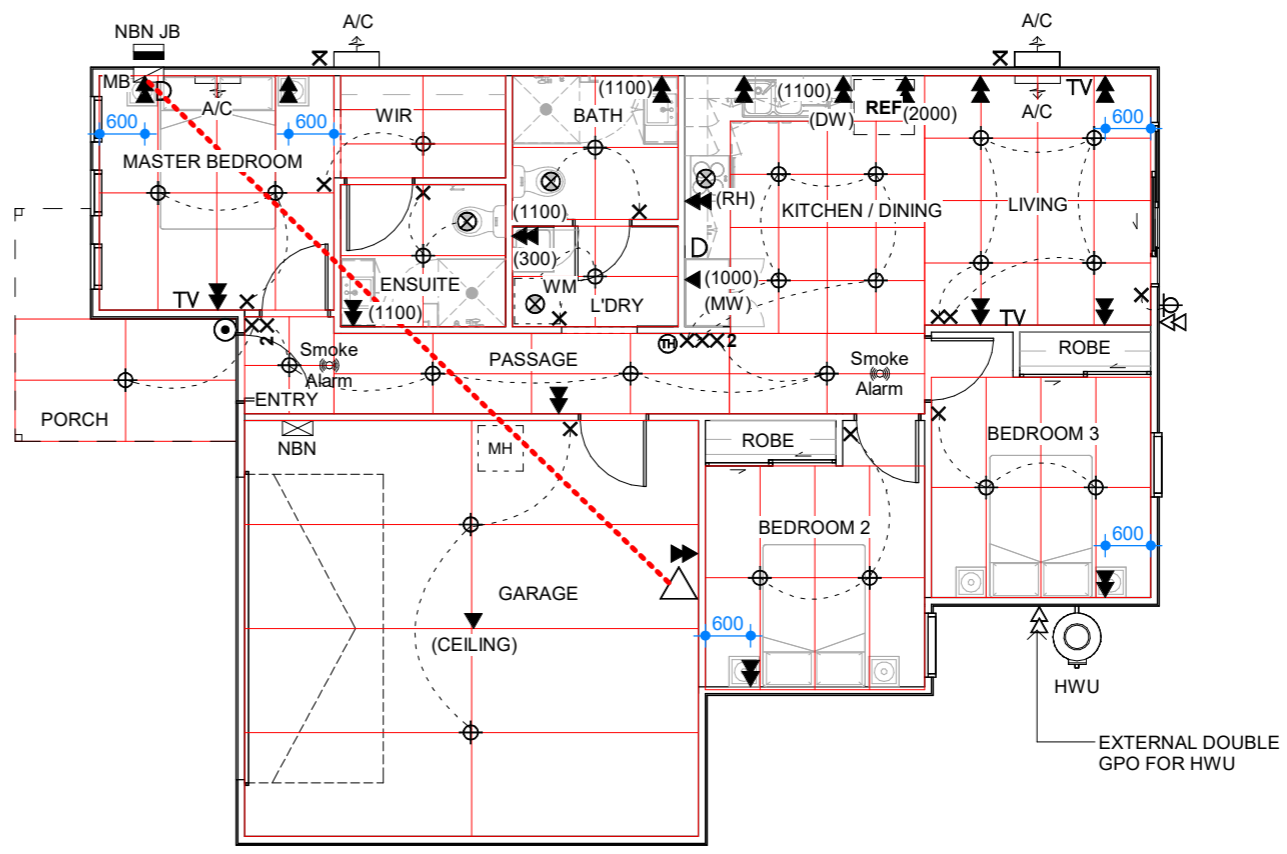 A/C
A/C
NBN JB
MB
D
A/C
WIR
(1100)
BATH
(1100)
(DW)
REF
(2000)
A/C
TV
600
600
600
MASTER BEDROOM
(RH)
KITCHEN / DINING
LIVING
(1100)
D
(300)
WM
(1000)
(MW)
ENSUITE
L'DRY
TV
(1100)
TV
2
Smoke
Alarm
PASSAGE
TH
2
Smoke
Alarm
ROBE
ENTRY
PORCH
NBN
MH
ROBE
BEDROOM 3
BEDROOM 2
600
GARAGE
(CEILING)
600
HWU
EXTERNAL DOUBLE
GPO FOR HWU